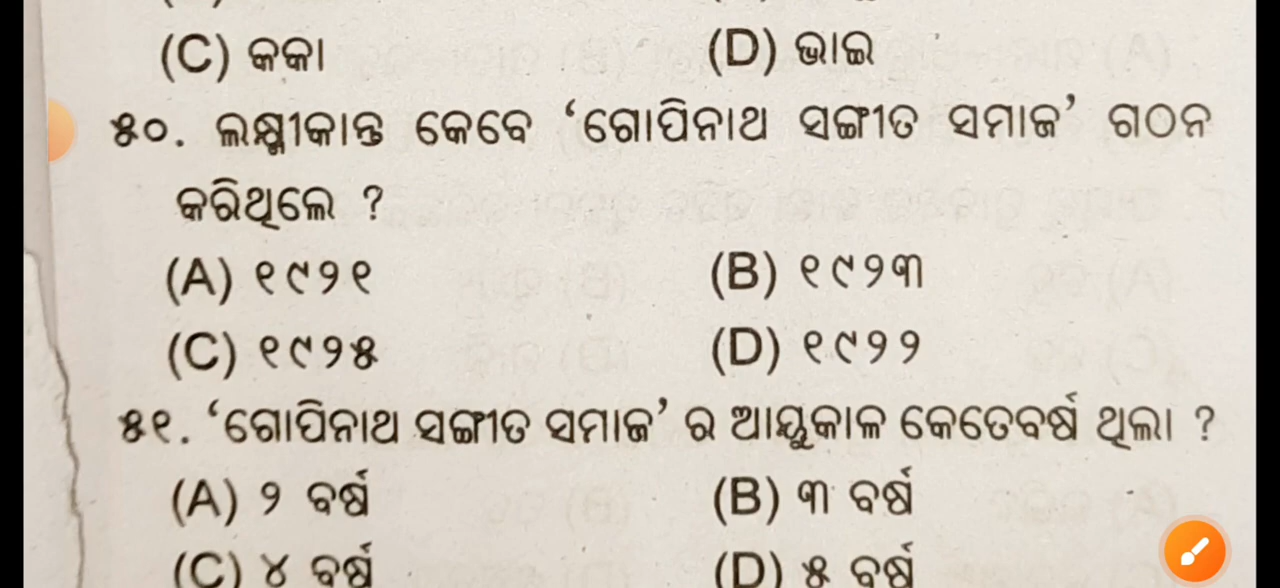 (C) କକା (D) ଭାଇ
୫୦. ଲକ୍ଷ୍ମୀକାନ୍ତ କେବେ ‘ଗୋପିନାଥ ସଙ୍ଗୀତ ସମାଜ’ ଗଠନ
କରିଥିଲେ ?
(A) ୧୯୨୧ (B) ୧୯୨୩
(C) ୧୯୨୫ (D) ୧୯୨୨
୫୧. ‘ଗୋପିନାଥ ସଙ୍ଗୀତ ସମାଜ’ ର ଆୟୁକାଳ କେତେବର୍ଷ ଥିଲା ?
(A) ୨ ବର୍ଷ (B) ୩ ବର୍ଷ
(C) ୪ ବର୍ଷ (D) ୫ ବର୍ଷ